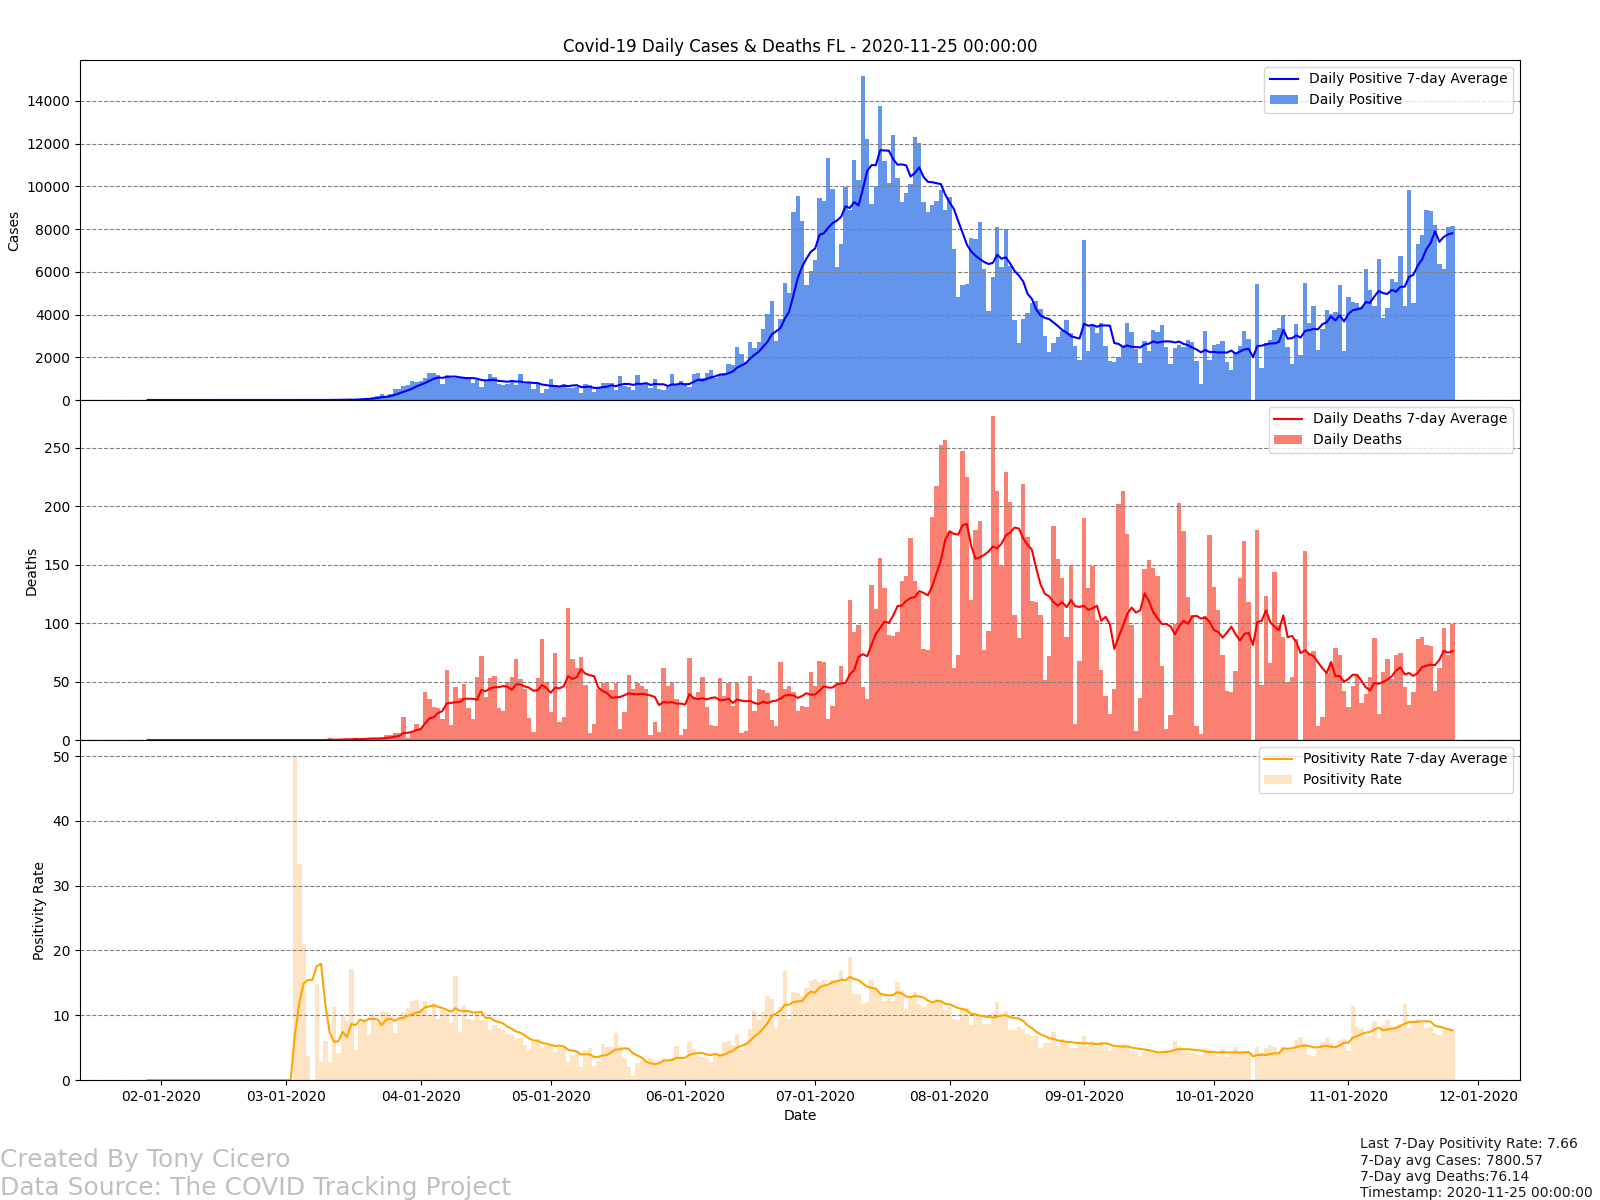 Covid-19 Daily Cases & Deaths FL - 2020-11-25 00:00:00
Daily Positive 7-day Average
Daily Positive
14000
12000
10000
8000
6000
4000
2000
0
Cases
Daily Deaths 7-day Average
Daily Deaths
250
200
150
100
50
0
Deaths
Positivity Rate 7-day Average
Positivity Rate
50
40
30
20
10
0
Positivity Rate
02-01-2020 03-01-2020 04-01-2020 05-01-2020 06-01-2020 07-01-2020 08-01-2020 09-01-2020 10-01-2020 11-01-2020 12-01-2020
Date
Created By Tony Cicero
Data Source: The COVID Tracking Project
Last 7-Day Positivity Rate: 7.66
7-Day avg Cases: 7800.57
7-Day avg Deaths:76.14
Timestamp: 2020-11-25 00:00:00